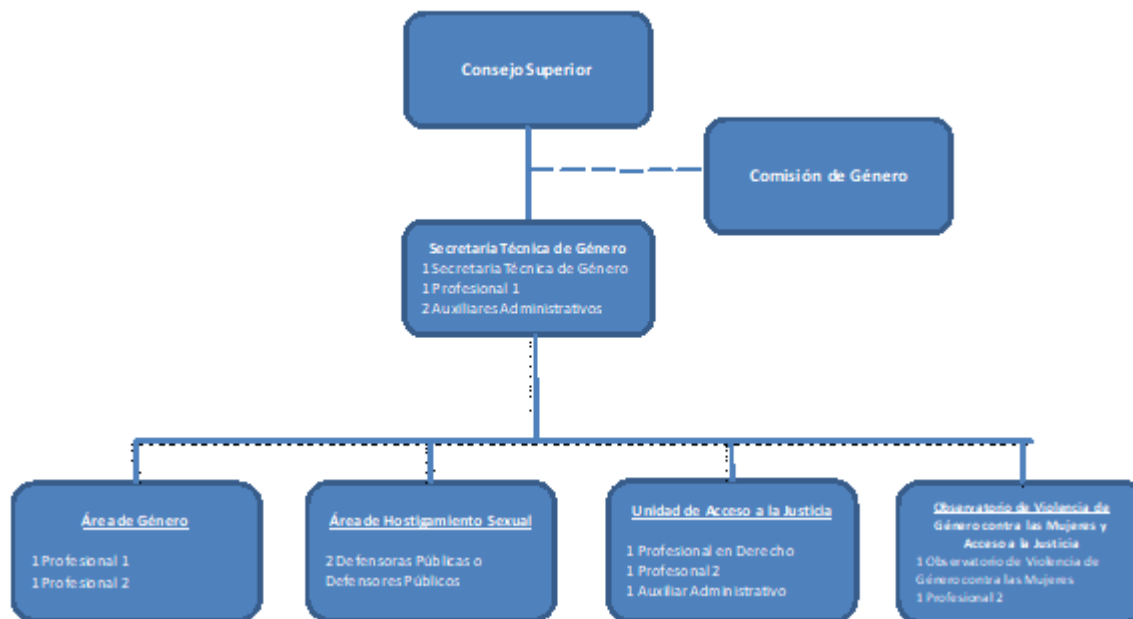 Consejo Superior
Comisión de Género
Secretaría Técnica de Género
1 Secretaria Técnica de Género
1 Profesional 1
2 Auxiliares Administrativos
Área de Género
1 Profesional 1
1 Profesional 2
Área de Hostigamiento Sexual
2 Defensoras Públicas o
Defensores Públicos
Unidad de Acceso a la Justicia
1 Profesional en Derecho
1 Profesonal 2
1 Auxiliar Administrativo
Observatorio de Violencia de
Género contra las Mujeres y
Acceso a la Justicia
1 Observatorio de Violencia de
Género contra las Mujeres
1 Profesional 2